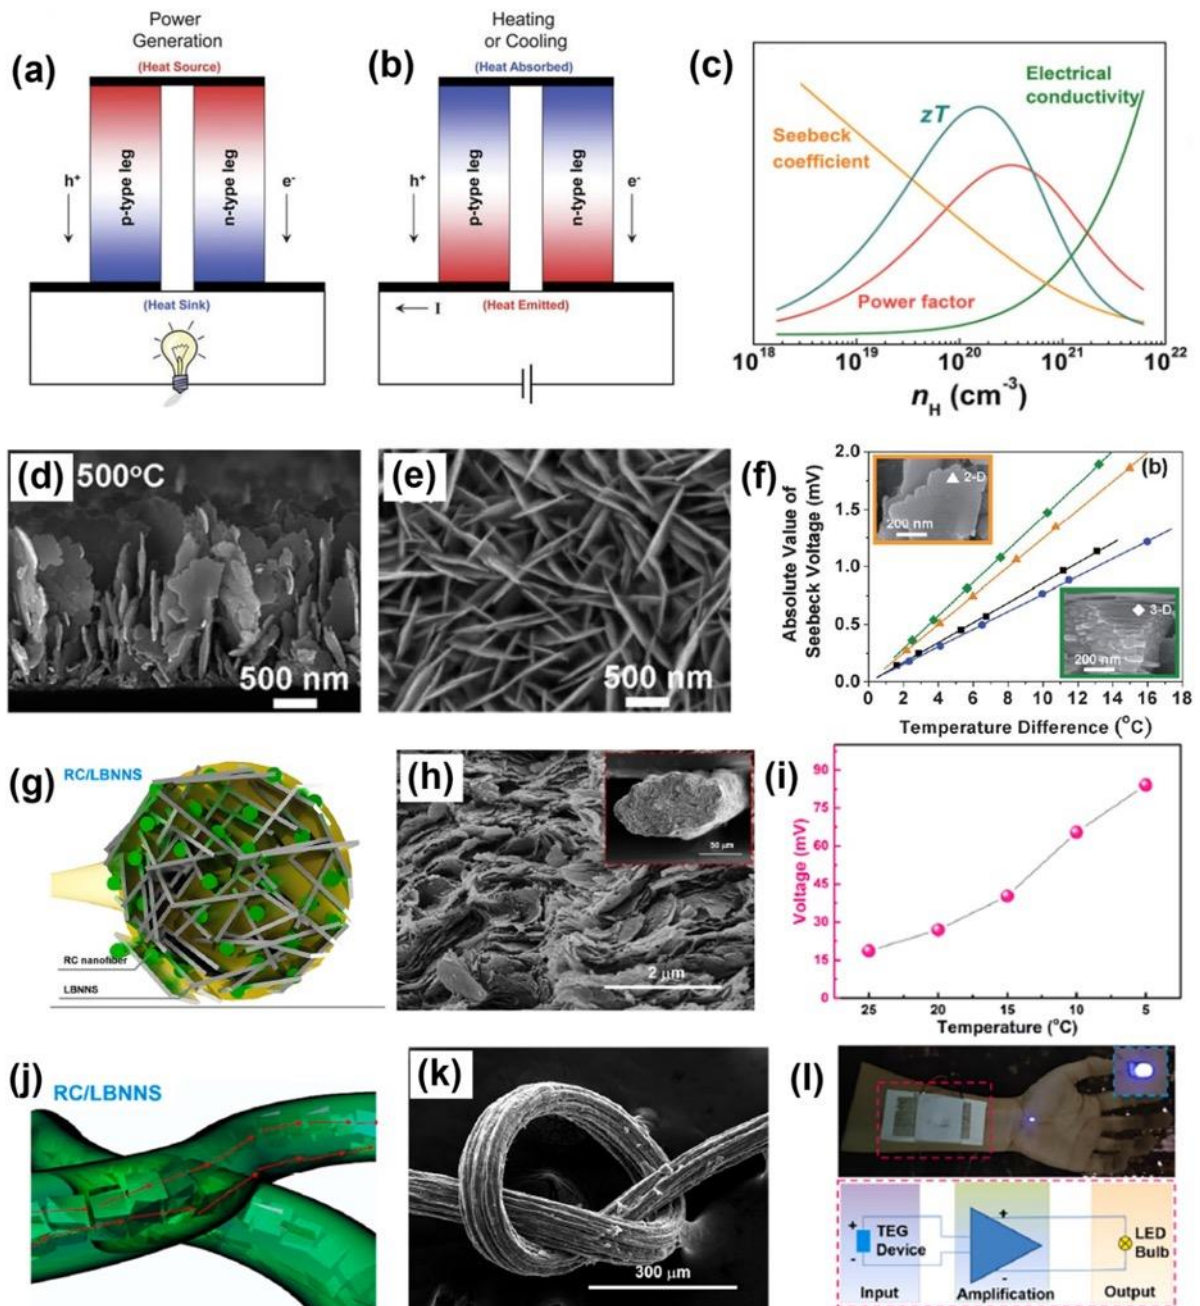 Power
Generation
(a)
(Heat Source)
p-type leg
n-type leg
h⁺
e⁻
(Heat Sink)
Heating
or Cooling
(b)
(Heat Absorbed)
p-type leg
n-type leg
h⁺
e⁻
I
(Heat Emitted)
(c)
Electrical
conductivity
zT
Seebeck
coefficient
Power factor
10¹⁸ 10¹⁹ 10²⁰ 10²¹ 10²²
n_H (cm⁻³)
(d) 500°C
500 nm
(e)
500 nm
(f)
Absolute Value of
Seebeck Voltage (mV)
2.0
1.5
1.0
0.5
0.0
2-D
200 nm
(b)
3-D
200 nm
0 2 4 6 8 10 12 14 16 18
Temperature Difference (°C)
(g)
RC/LBNNS
RC nanofiber
LBNNS
(h)
50 μm
2 μm
(i)
Voltage (mV)
90
75
60
45
30
15
0
25 20 15 10 5
Temperature (°C)
(j)
RC/LBNNS
(k)
300 μm
(l)
+
-
TEG
Device
+
-
LED
Bulb
Input
Amplification
Output